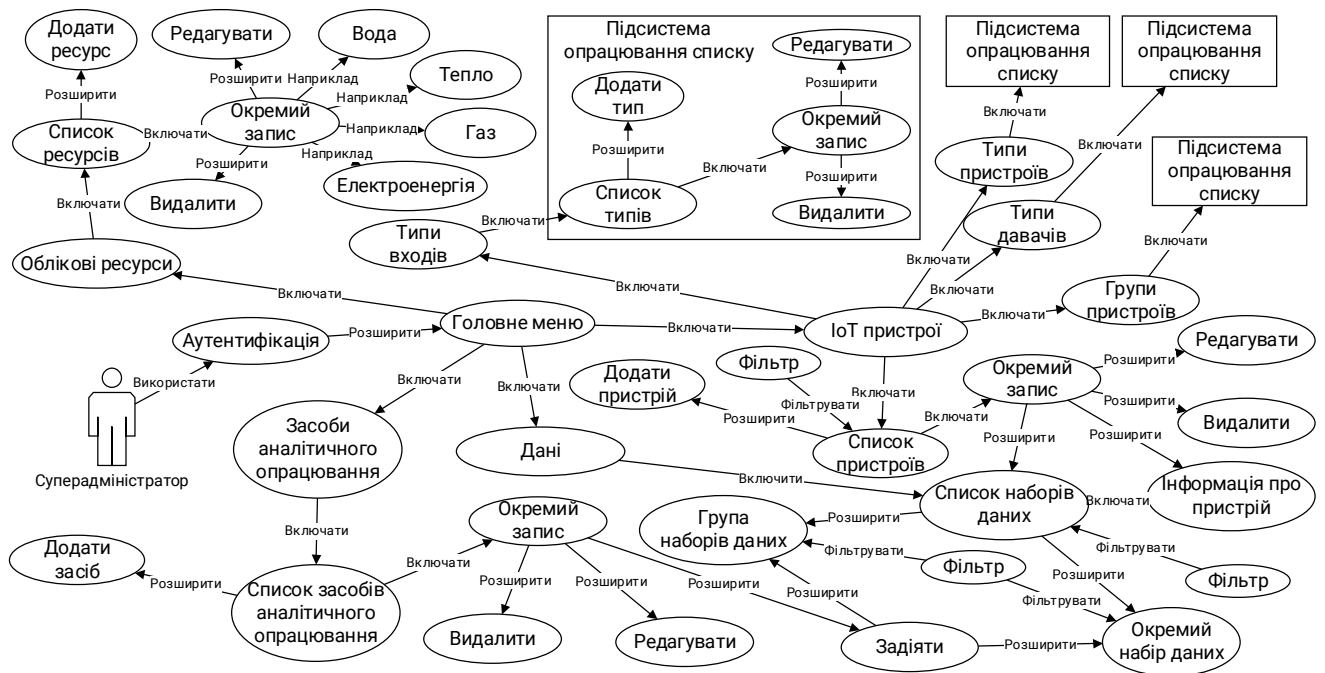 Додати
ресурс
Редагувати
Вода
Тепло
Газ
Електроенергія
Розширити
Наприклад
Наприклад
Наприклад
Наприклад
Окремий
запис
Розширити
Список
ресурсів
Включати
Розширити
Видалити
Включати
Облікові ресурси
Підсистема
опрацювання списку
Додати
тип
Розширити
Список
типів
Включати
Редагувати
Розширити
Окремий
запис
Розширити
Видалити
Включати
Типи
входів
Підсистема
опрацювання
списку
Підсистема
опрацювання
списку
Підсистема
опрацювання
списку
Включати
Включати
Типи
пристроїв
Типи
давачів
Включати
Включати
Включати
Групи
пристроїв
Включати
Включати
Включати
Аутентифікація
Розширити
Головне меню
Включати
ІоТ пристрої
Використати
Суперадміністратор
Включати
Включати
Засоби
аналітичного
опрацювання
Дані
Додати
пристрій
Фільтр
Фільтрувати
Розширити
Включати
Список
пристроїв
Включати
Окремий
запис
Розширити
Редагувати
Розширити
Видалити
Розширити
Розширити
Інформація про
пристрій
Включати
Включити
Список наборів
даних
Включати
Додати
засіб
Розширити
Список засобів
аналітичного
опрацювання
Включати
Окремий
запис
Розширити
Розширити
Розширити
Видалити
Редагувати
Група
наборів даних
Розширити
Фільтрувати
Фільтр
Фільтрувати
Розширити
Фільтрувати
Фільтр
Розширити
Задіяти
Розширити
Окремий
набір даних